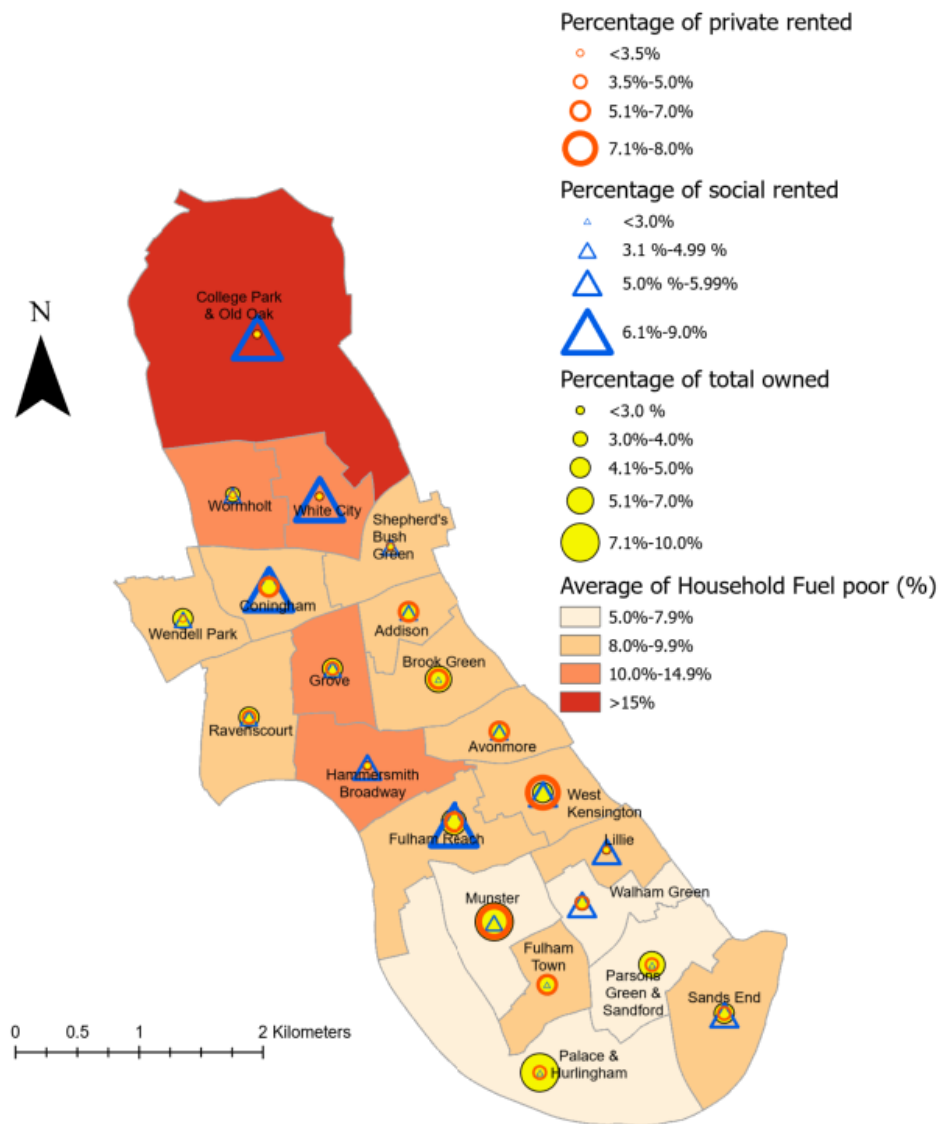 Percentage of private rented
<3.5%
3.5%-5.0%
5.1%-7.0%
7.1%-8.0%
Percentage of social rented
<3.0%
3.1 %-4.99 %
5.0% %-5.99%
6.1%-9.0%
Percentage of total owned
<3.0 %
3.0%-4.0%
4.1%-5.0%
5.1%-7.0%
7.1%-10.0%
Average of Household Fuel poor (%)
5.0%-7.9%
8.0%-9.9%
10.0%-14.9%
>15%
N
College Park
& Old Oak
Wormholt
White City
Shepherd's
Bush
Green
Coningham
Wendell Park
Addison
Brook Green
Grove
Ravenscourt
Avonmore
Hammersmith
Broadway
West
Kensington
Fulham Reach
Lillie
Walham Green
Munster
Fulham
Town
Parsons
Green &
Sandford
Sands End
Palace &
Hurlingham
0 0.5 1 2 Kilometers